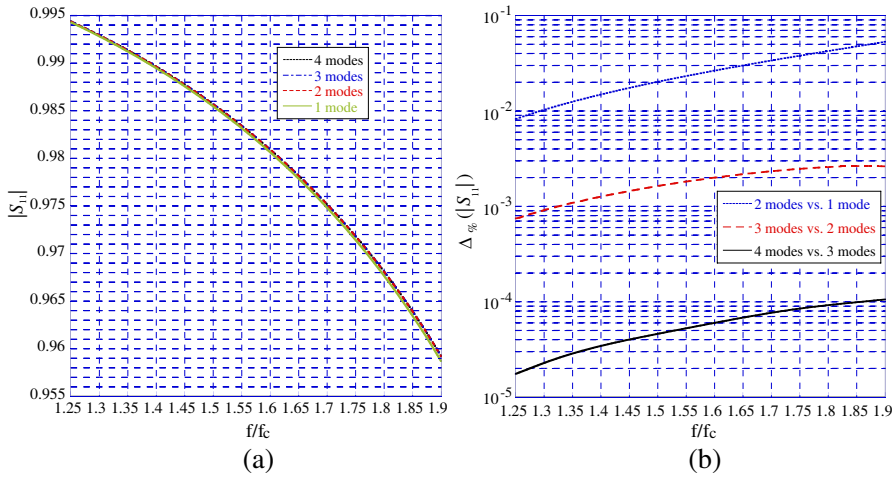 0.995
0.99
0.985
0.98
0.975
0.97
0.965
0.96
0.955
|S11|
4 modes
3 modes
2 modes
1 mode
1.25 1.3 1.35 1.4 1.45 1.5 1.55 1.6 1.65 1.7 1.75 1.8 1.85 1.9
f/fc
(a)
10-1
10-2
10-3
10-4
10-5
Δ % (|S11|)
2 modes vs. 1 mode
3 modes vs. 2 modes
4 modes vs. 3 modes
1.25 1.3 1.35 1.4 1.45 1.5 1.55 1.6 1.65 1.7 1.75 1.8 1.85 1.9
f/fc
(b)